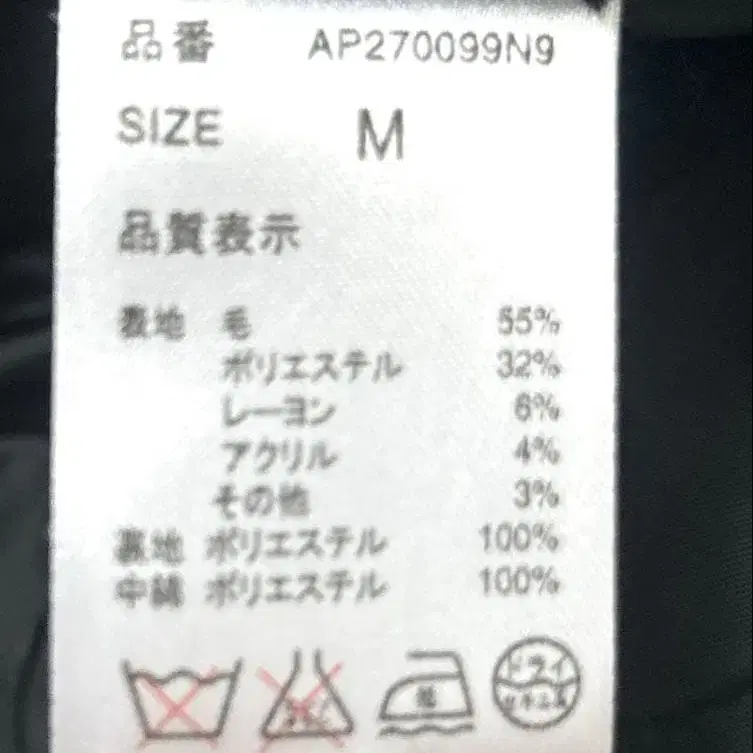 品番 AP270099N9
SIZE M
品質表示
表地 毛 55%
ポリエステル 32%
レーヨン 6%
アクリル 4%
その他 3%
裏地 ポリエステル 100%
中綿 ポリエステル 100%
ドライ